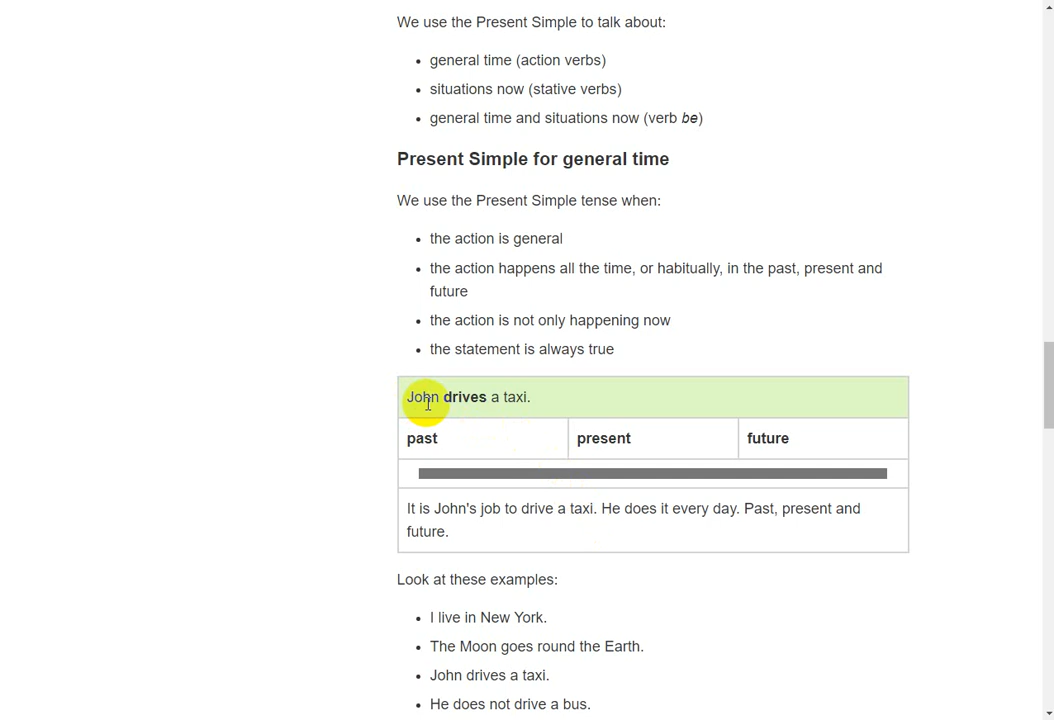 We use the Present Simple to talk about:
general time (action verbs)
situations now (stative verbs)
general time and situations now (verb be)
Present Simple for general time
We use the Present Simple tense when:
the action is general
the action happens all the time, or habitually, in the past, present and
future
the action is not only happening now
the statement is always true
John drives a taxi.
past present future
It is John's job to drive a taxi. He does it every day. Past, present and
future.
Look at these examples:
I live in New York.
The Moon goes round the Earth.
John drives a taxi.
He does not drive a bus.